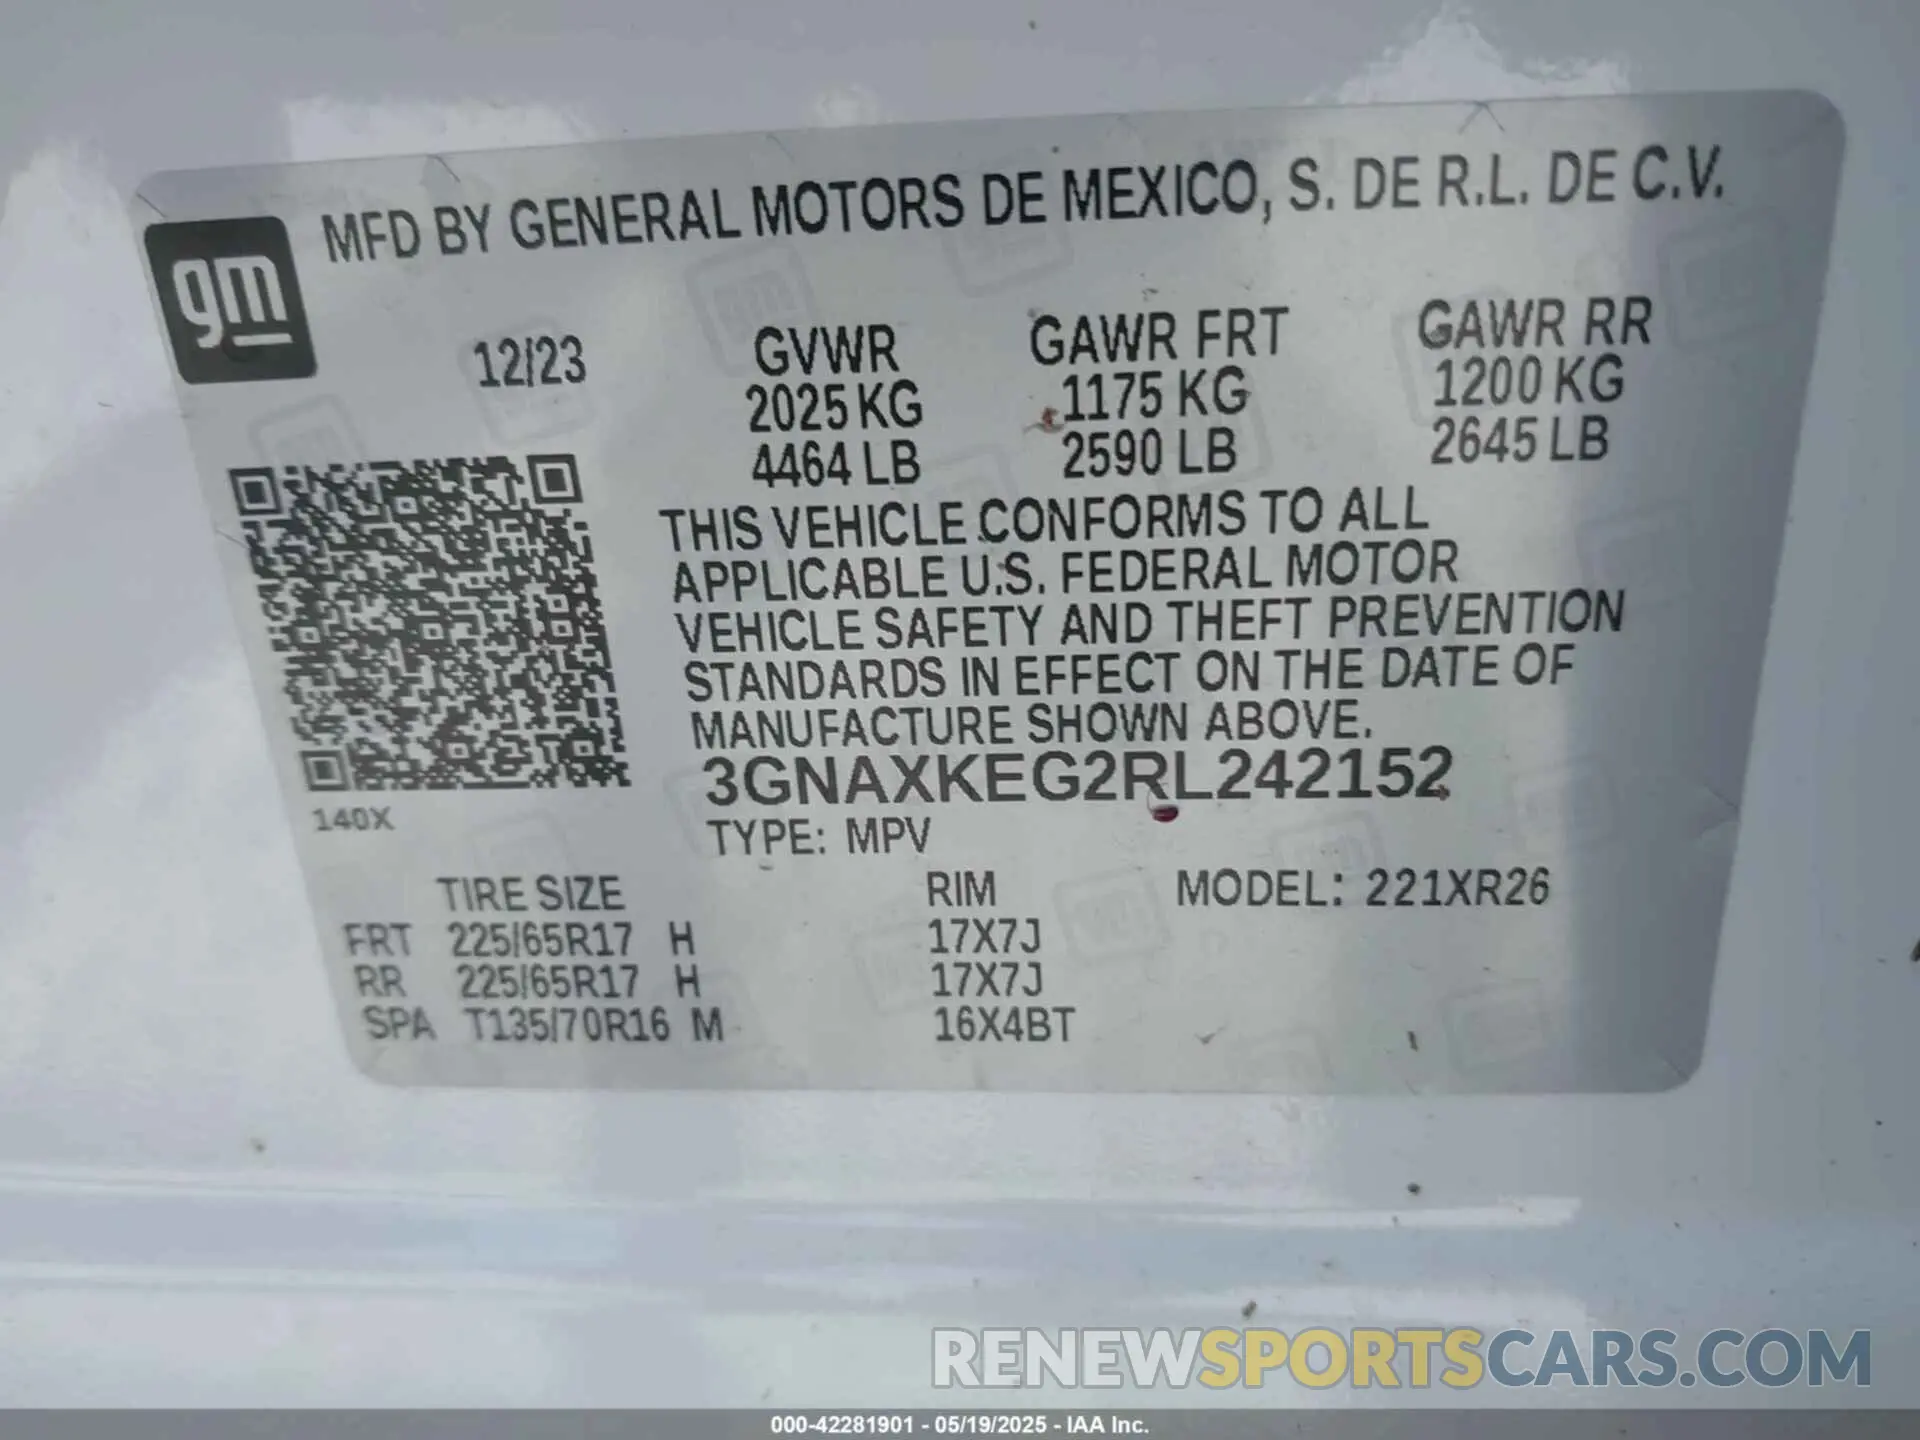 gm
MFD BY GENERAL MOTORS DE MEXICO, S. DE R.L. DE C.V.
12/23
GVWR GAWR FRT GAWR RR
2025 KG 1175 KG 1200 KG
4464 LB 2590 LB 2645 LB
THIS VEHICLE CONFORMS TO ALL
APPLICABLE U.S. FEDERAL MOTOR
VEHICLE SAFETY AND THEFT PREVENTION
STANDARDS IN EFFECT ON THE DATE OF
MANUFACTURE SHOWN ABOVE.
3GNAXKEG2RL242152
140X
TYPE: MPV
TIRE SIZE RIM MODEL: 221XR26
FRT 225/65R17 H 17X7J
RR 225/65R17 H 17X7J
SPA T135/70R16 M 16X4BT
RENEWSPORTSCARS.COM
000-42281901 - 05/19/2025 - IAA Inc.